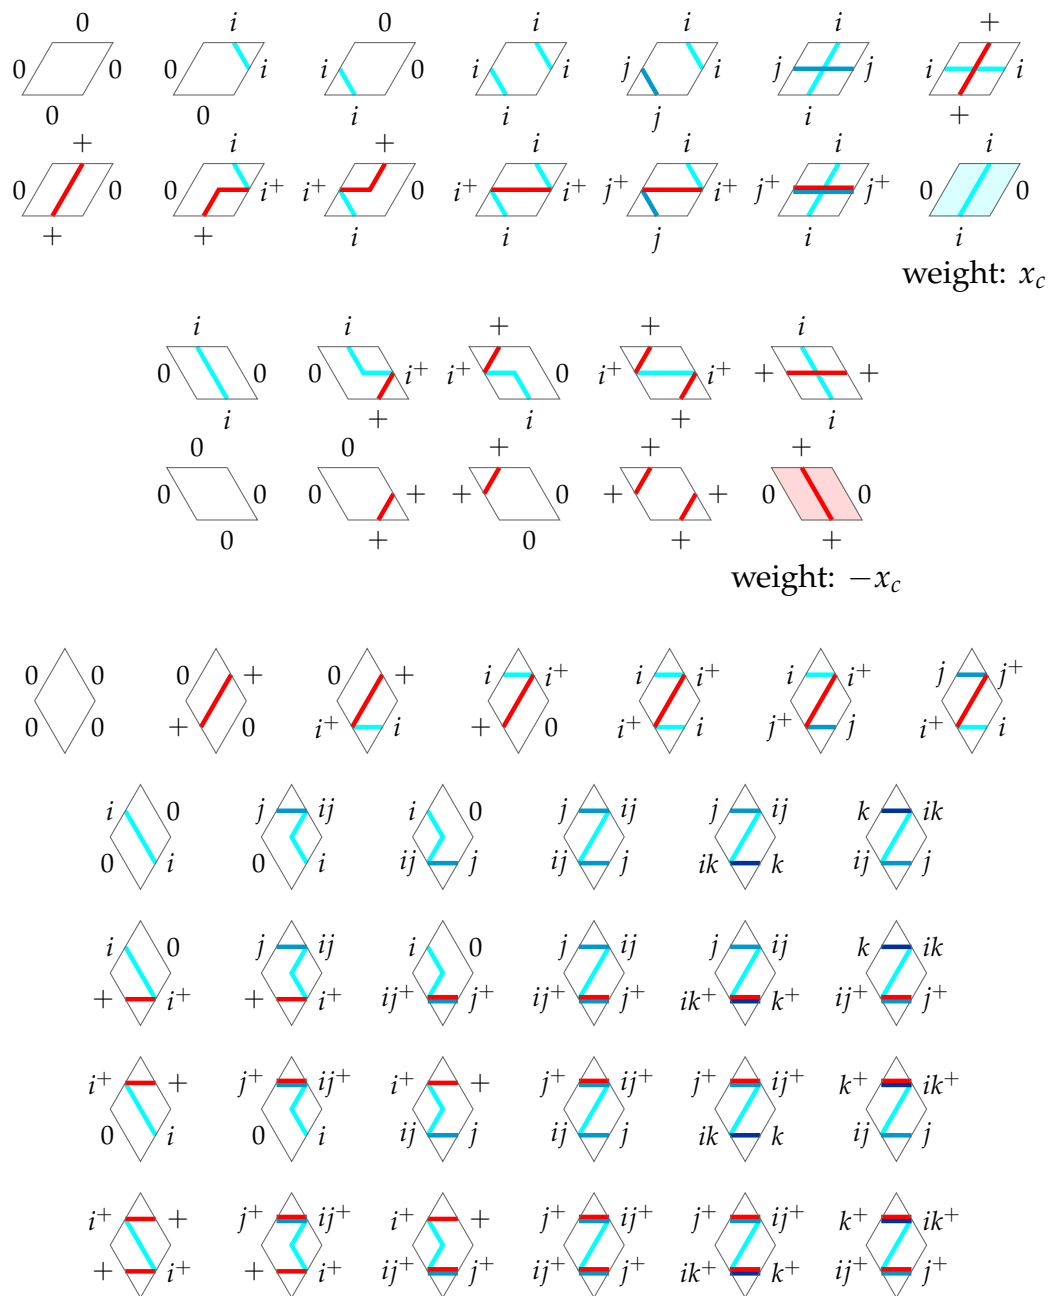 0 i 0 i i i +
0 0 0 i i 0 i i j i j j i i
0 0 i i j i +
+ i + i i i i
0 0 0 i⁺ i⁺ 0 i⁺ i⁺ j⁺ i⁺ j⁺ j⁺ 0 0
+ + i i j i i
weight: x_c
i i + + i
0 0 0 i⁺ i⁺ 0 i⁺ i⁺ + +
i + i + i
0 0 + + +
0 0 0 + + 0 + + 0 0
0 + 0 + +
weight: −x_c
0 0 0 + 0 + i i⁺ i i⁺ i i⁺ j j⁺
0 0 + 0 i⁺ i + 0 i⁺ i j⁺ j i⁺ i
i 0 j ij i 0 j ij j ij k ik
0 i 0 i ij j ij j ik k ij j
i 0 j ij i 0 j ij j ij k ik
+ i⁺ + i⁺ ij⁺ j⁺ ij⁺ j⁺ ik⁺ k⁺ ij⁺ j⁺
i⁺ + j⁺ ij⁺ i⁺ + j⁺ ij⁺ j⁺ ij⁺ k⁺ ik⁺
0 i 0 i ij j ij j ik k ij j
i⁺ + j⁺ ij⁺ i⁺ + j⁺ ij⁺ j⁺ ij⁺ k⁺ ik⁺
+ i⁺ + i⁺ ij⁺ j⁺ ij⁺ j⁺ ik⁺ k⁺ ij⁺ j⁺